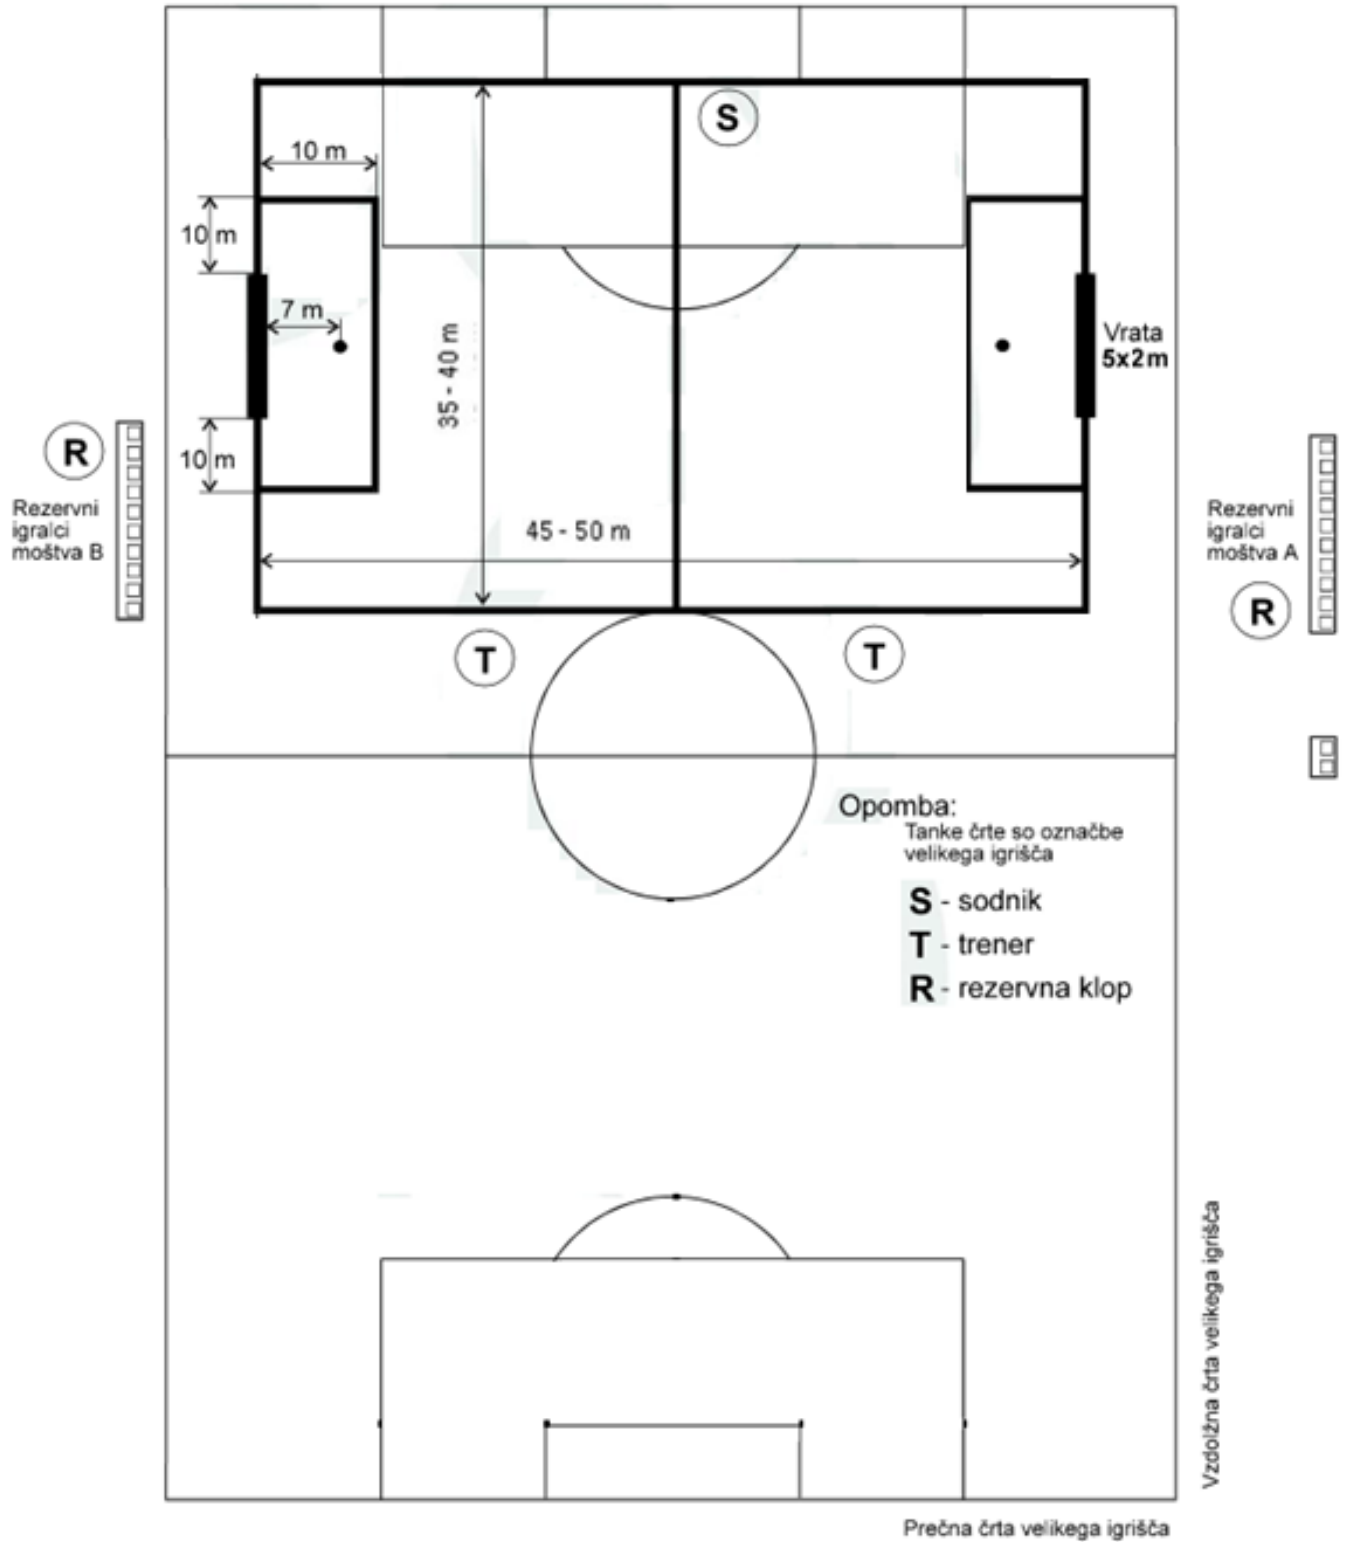 S
10 m
10 m
7 m
35 - 40 m
Vrata
5x2m
10 m
R
Rezervni
igralci
moštva B
45 - 50 m
Rezervni
igralci
moštva A
R
T
T
Opomba:
Tanke črte so označbe
velikega igrišča
S - sodnik
T - trener
R - rezervna klop
Vzdolžna črta velikega igrišča
Prečna črta velikega igrišča